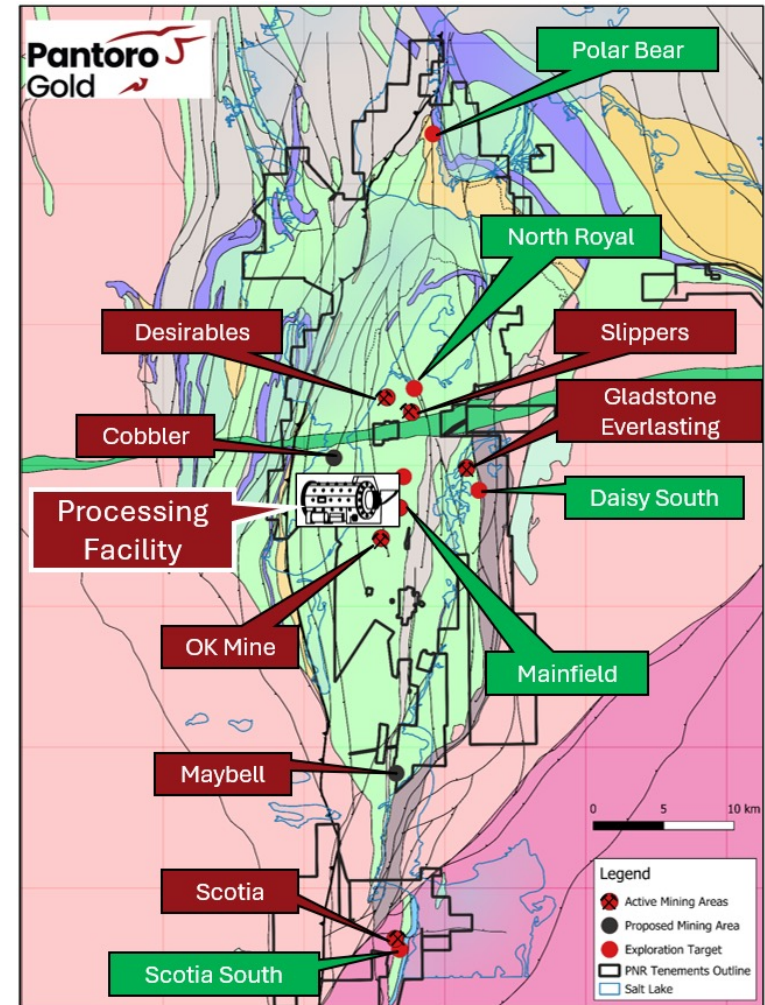 Pantoro
Gold
Polar Bear
North Royal
Desirables
Slippers
Gladstone
Everlasting
Cobbler
Processing
Facility
Daisy South
OK Mine
Mainfield
Maybell
0 5 10 km
Legend
Active Mining Areas
Proposed Mining Area
Exploration Target
PNR Tenements Outline
Salt Lake
Scotia
Scotia South